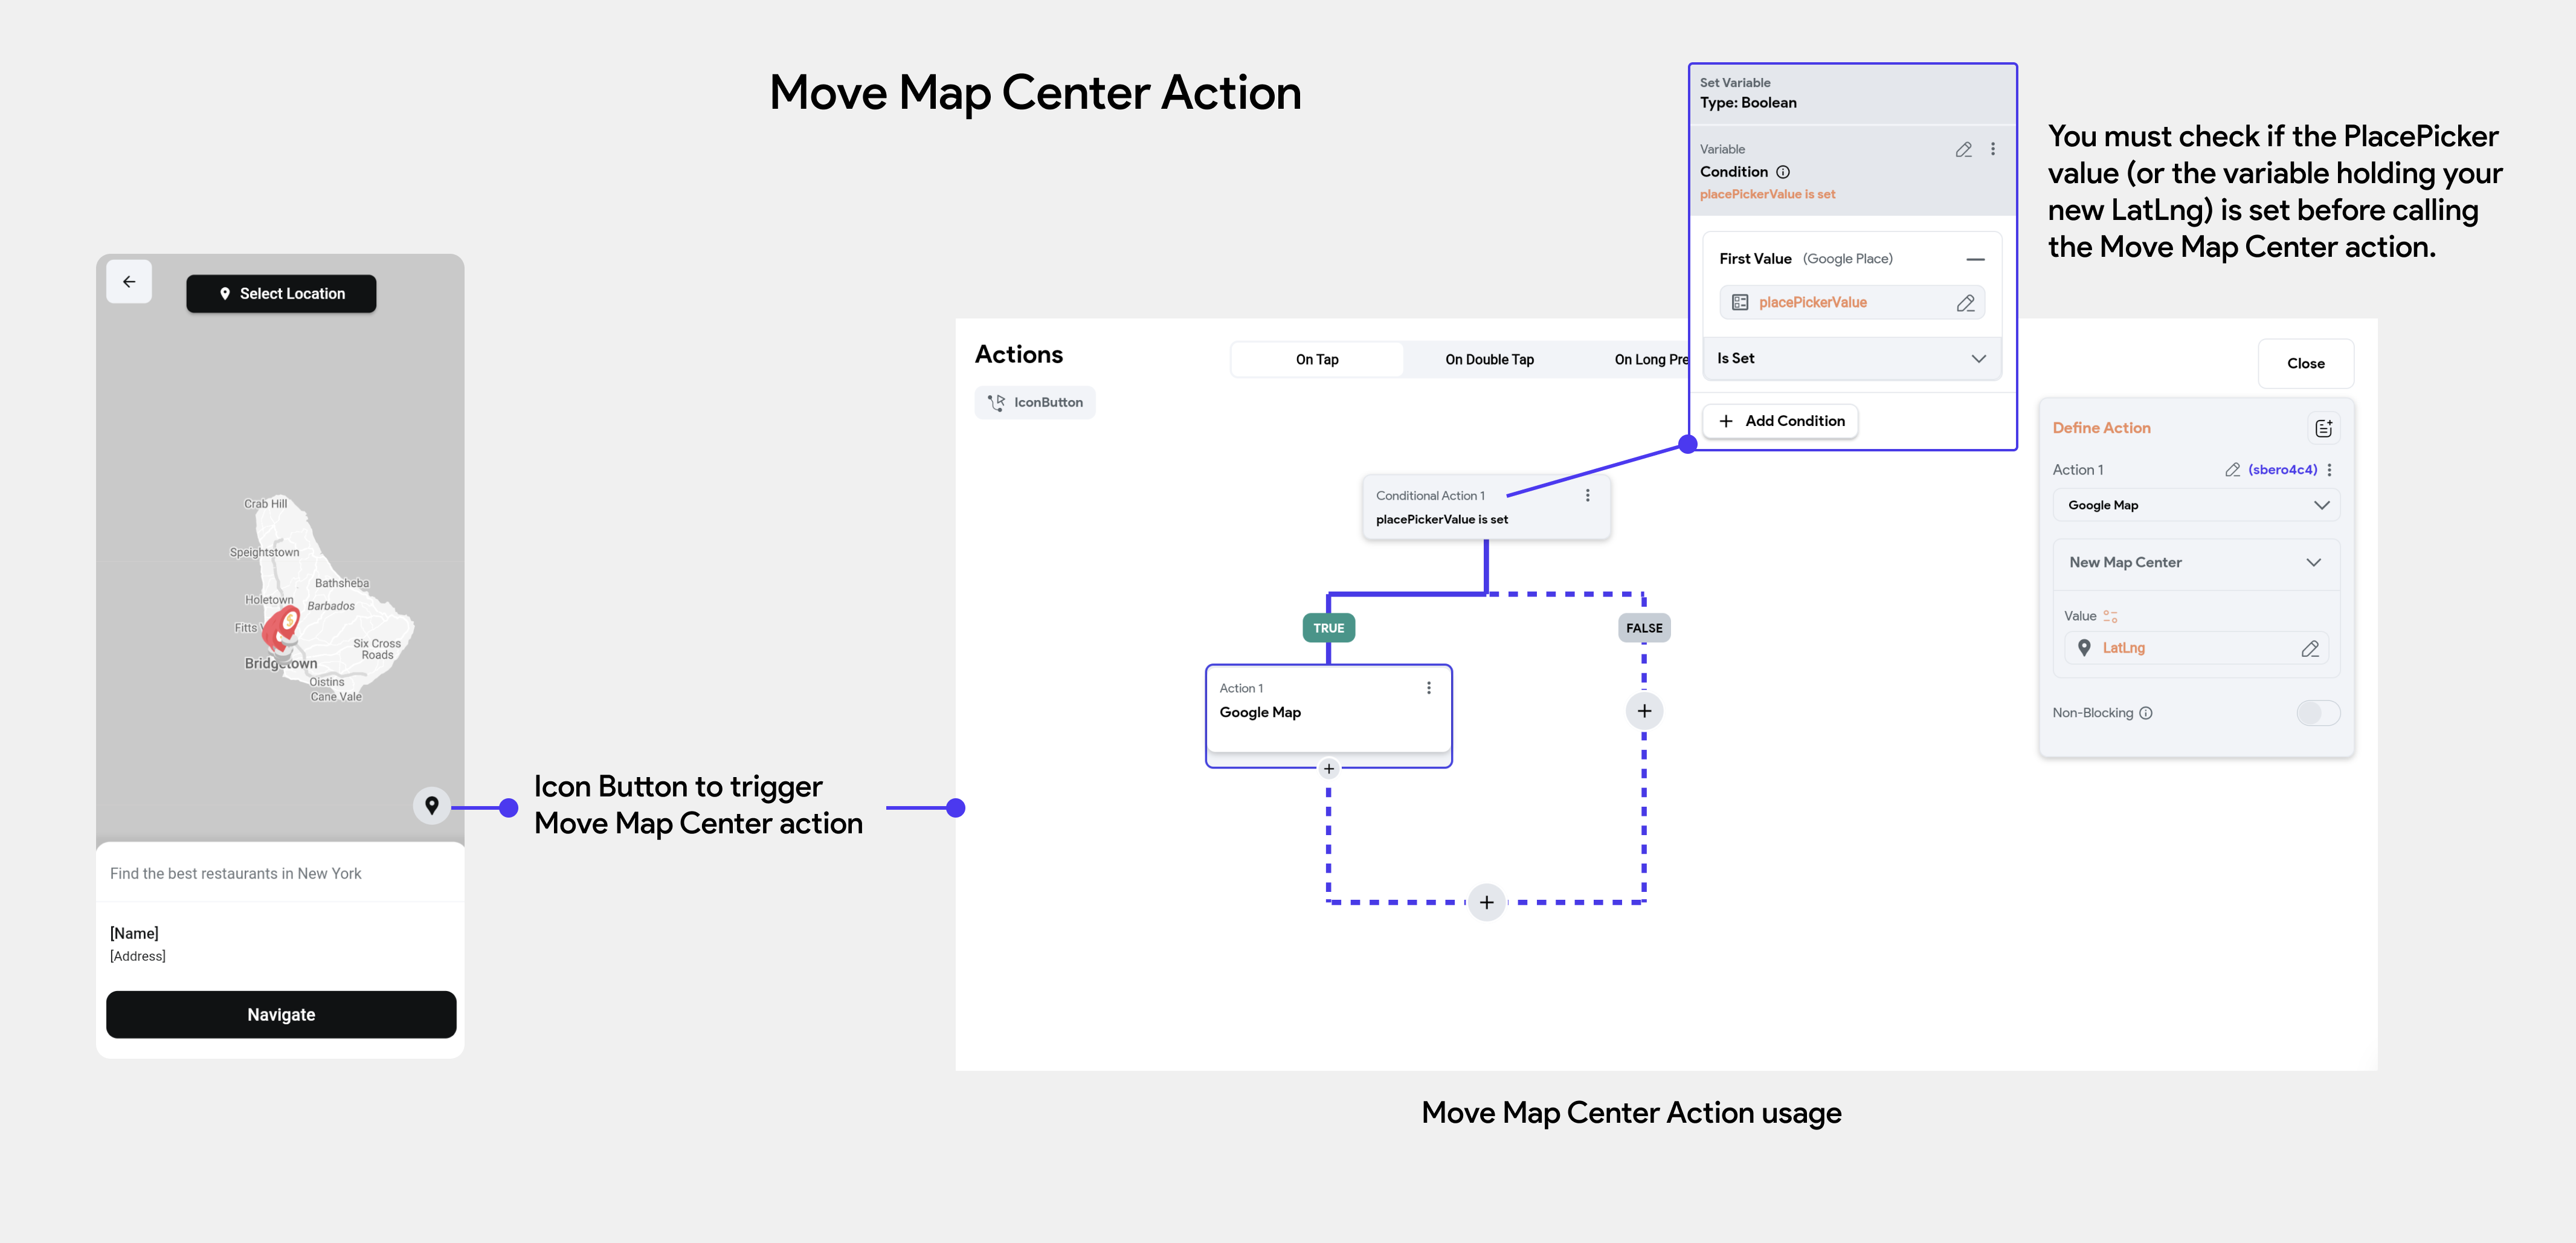 Move Map Center Action
Set Variable
Type: Boolean
Variable
Condition
placePickerValue is set
First Value (Google Place)
placePickerValue
Is Set
Add Condition
You must check if the PlacePicker
value (or the variable holding your
new LatLng) is set before calling
the Move Map Center action.
Select Location
Crab Hill
Speightstown
Bathsheba
Holetown
Barbados
Fitts
Six Cross
Roads
Bridgetown
Oistins
Cane Vale
Find the best restaurants in New York
[Name]
[Address]
Navigate
Icon Button to trigger
Move Map Center action
Actions
IconButton
On Tap
On Double Tap
On Long Pre
Close
Conditional Action 1
placePickerValue is set
TRUE
FALSE
Action 1
Google Map
Define Action
Action 1 (sbero4c4)
Google Map
New Map Center
Value
LatLng
Non-Blocking
Move Map Center Action usage